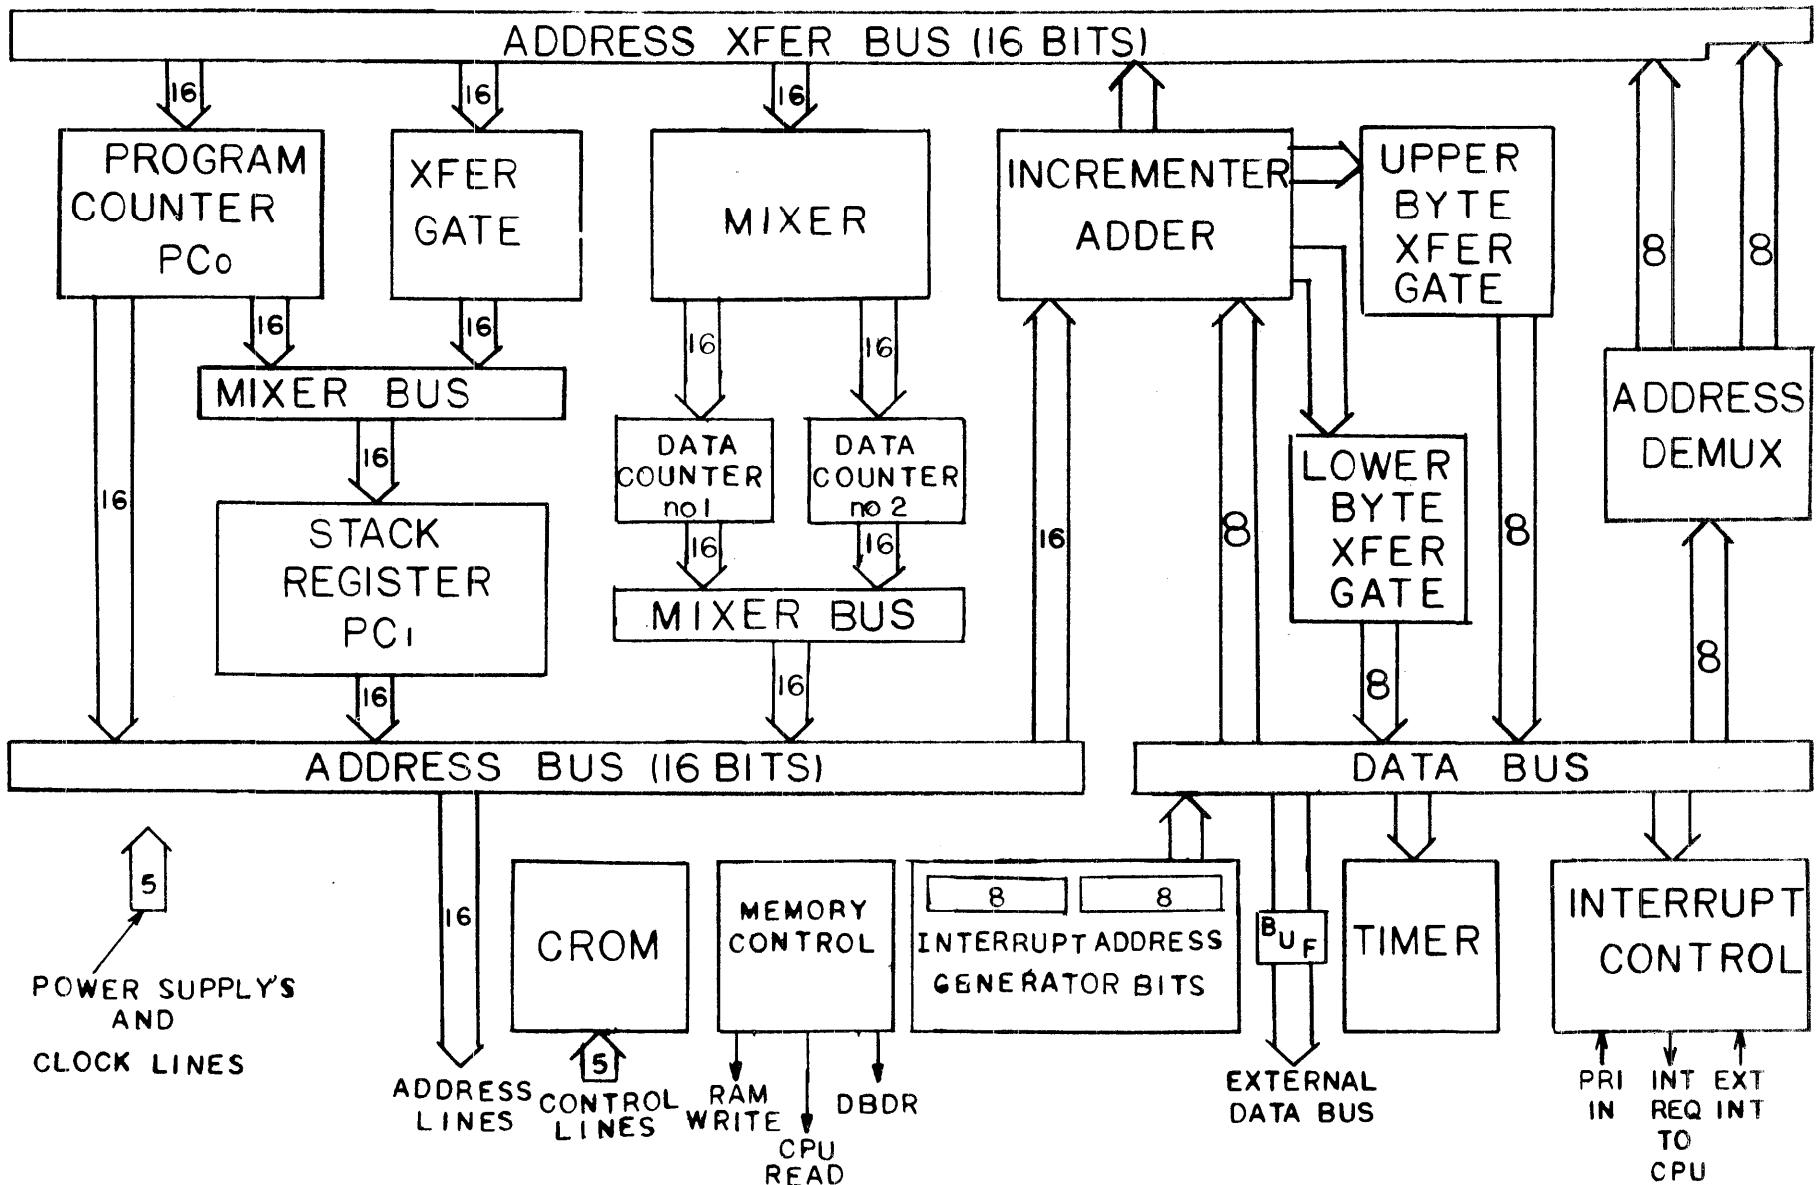 ADDRESS XFER BUS (16 BITS)
16
16
16
PROGRAM
COUNTER
PC0
XFER
GATE
MIXER
INCREMENTER
ADDER
UPPER
BYTE
XFER
GATE
8
8
16
16
16
16
MIXER BUS
ADDRESS
DEMUX
16
DATA
COUNTER
no 1
DATA
COUNTER
no 2
LOWER
BYTE
XFER
GATE
16
STACK
REGISTER
PC1
16
16
16
8
8
MIXER BUS
8
8
16
16
ADDRESS BUS (16 BITS)
DATA BUS
5
POWER SUPPLY'S
AND
CLOCK LINES
16
ADDRESS
LINES
CROM
5
CONTROL
LINES
MEMORY
CONTROL
RAM
WRITE
CPU
READ
DBDR
8
8
INTERRUPT ADDRESS
GENERATOR BITS
BUF
EXTERNAL
DATA BUS
TIMER
INTERRUPT
CONTROL
PRI
IN
INT
REQ
TO
CPU
EXT
INT